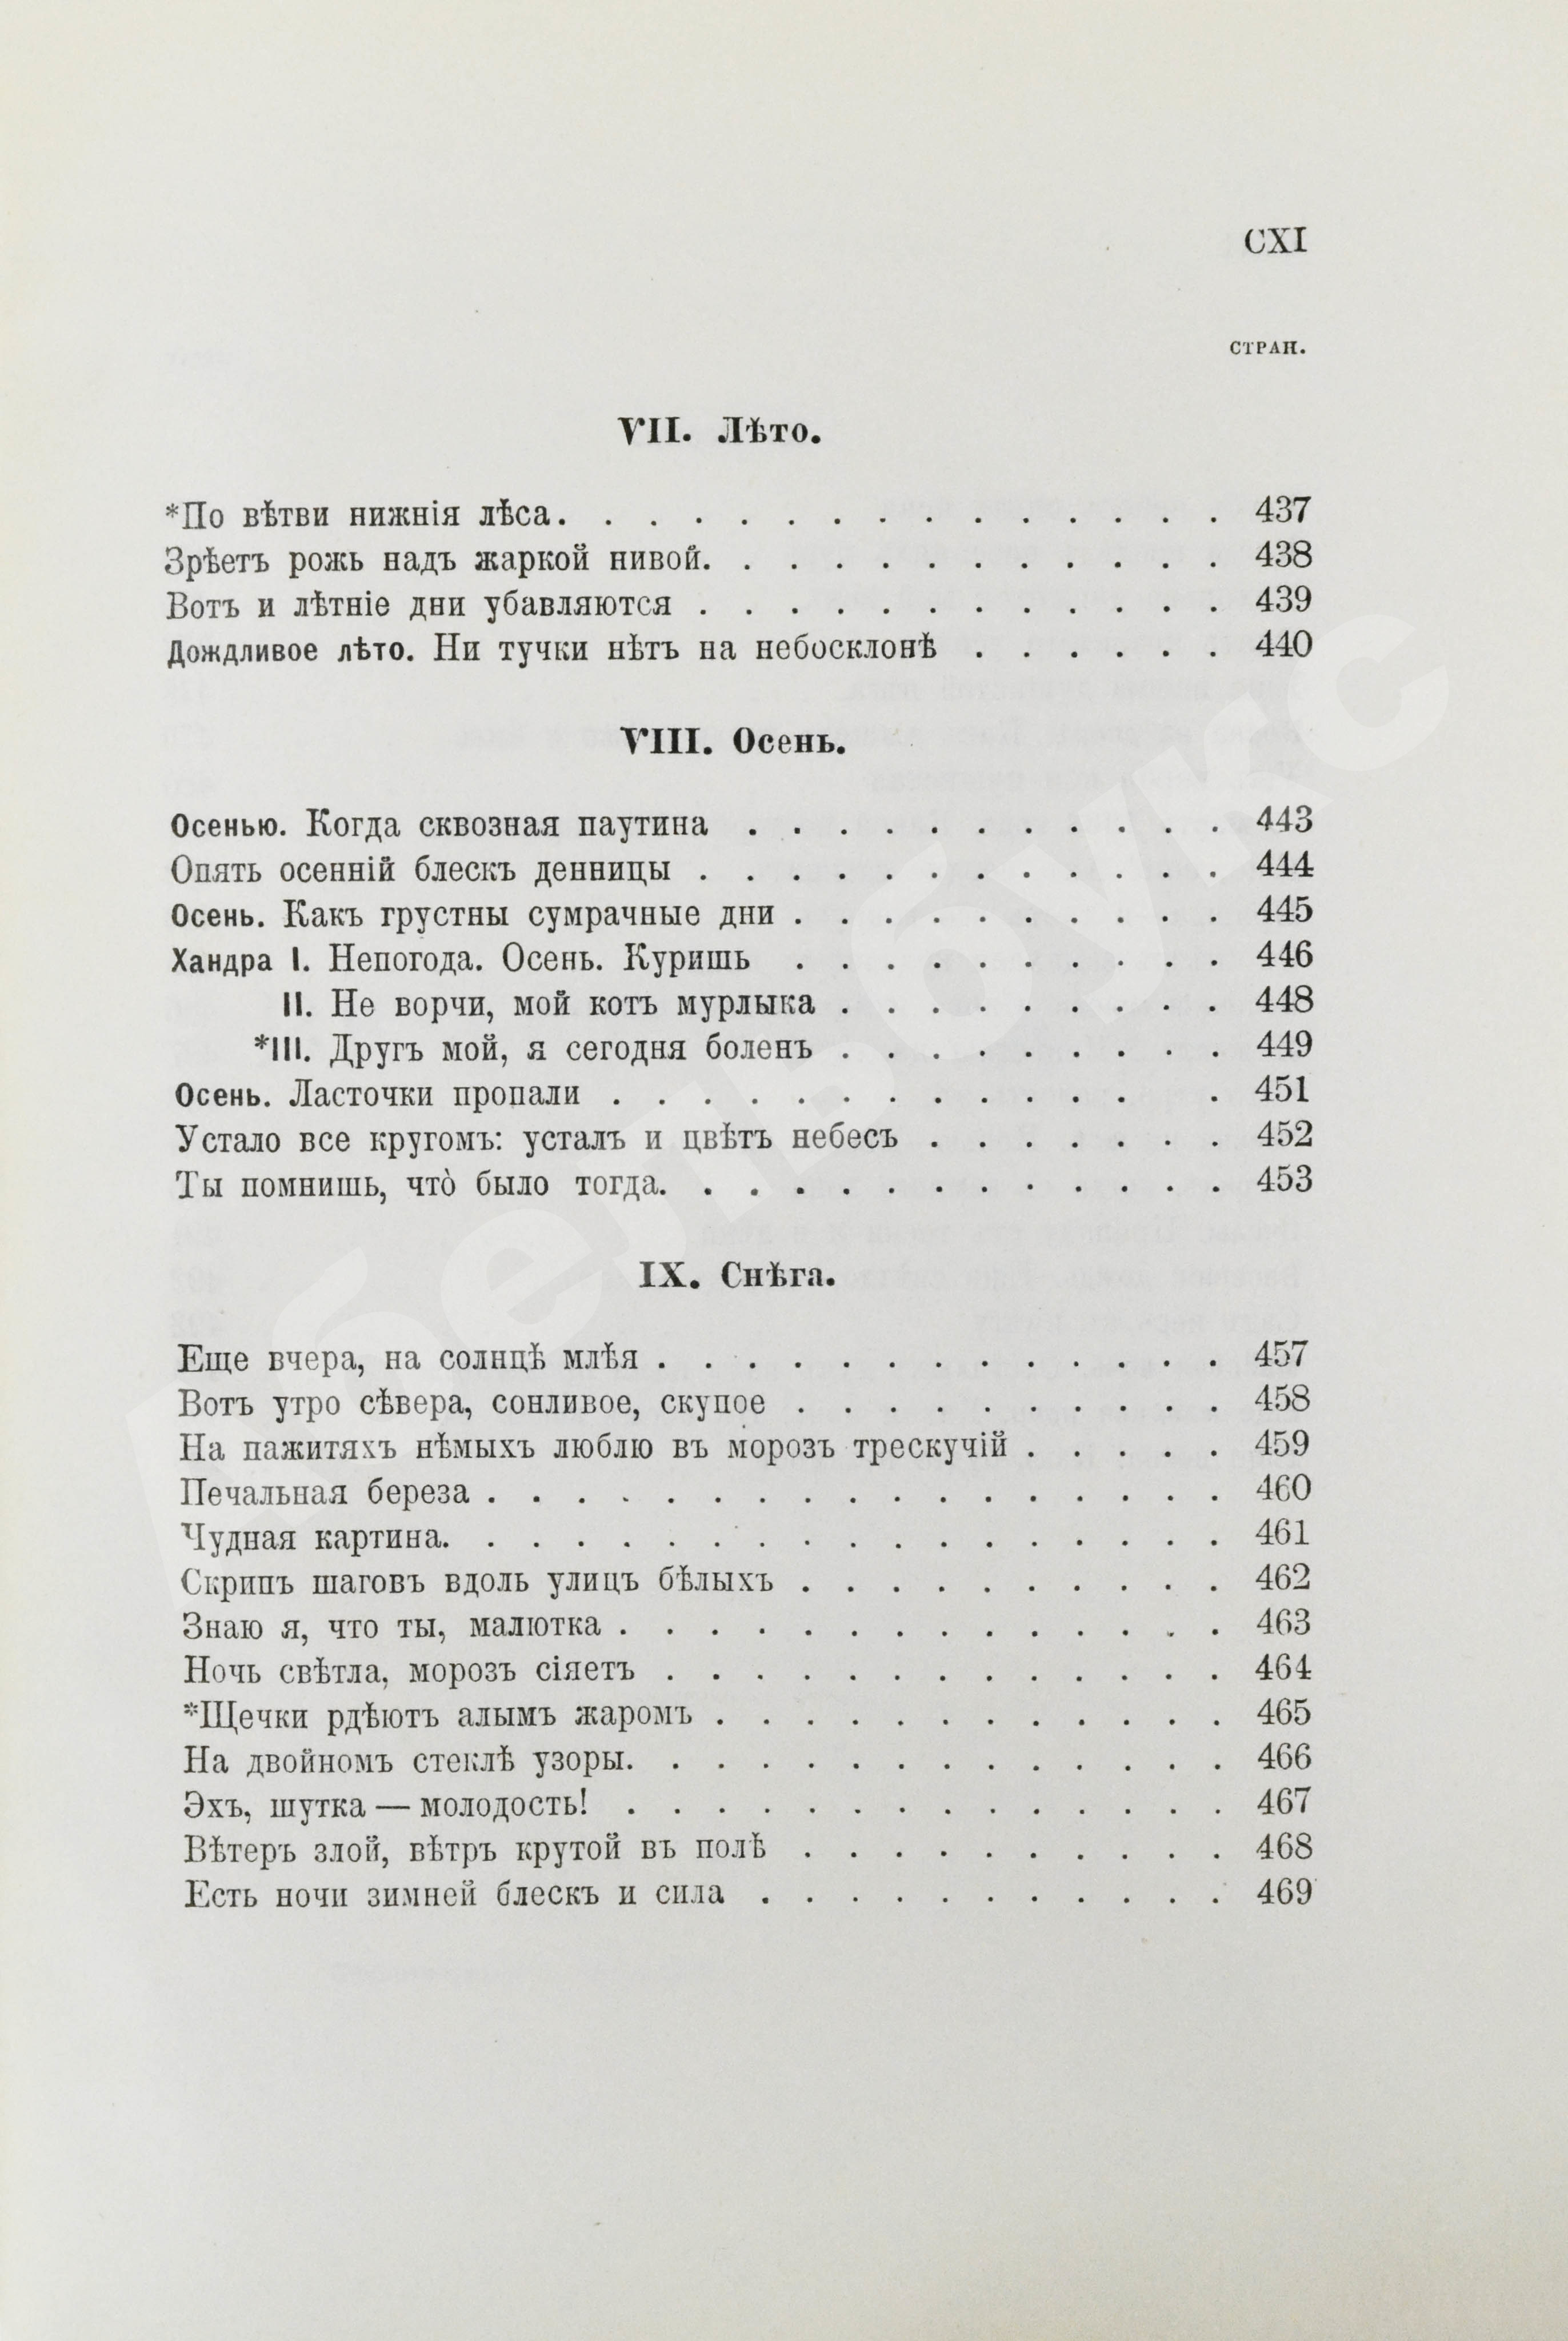 CXI
СТРАН.
VII. Лѣто.
*По вѣтви нижнія лѣса. . . . . . . . . . . . . . . 437
Зрѣетъ рожь надъ жаркой нивой. . . . . . . . . . . . 438
Вотъ и лѣтніе дни убавляются . . . . . . . . . . . . 439
Дождливое лѣто. Ни тучки нѣтъ на небосклонѣ . . . . . . 440
VIII. Осень.
Осенью. Когда сквозная паутина . . . . . . . . . . . 443
Опять осенній блескъ денницы . . . . . . . . . . . . 444
Осень. Какъ грустны сумрачные дни . . . . . . . . . . 445
Хандра I. Непогода. Осень. Куришь . . . . . . . . . . 446
II. Не ворчи, мой котъ мурлыка . . . . . . . . . 448
*III. Другъ мой, я сегодня боленъ . . . . . . . . . 449
Осень. Ласточки пропали . . . . . . . . . . . . . 451
Устало все кругомъ: усталъ и цвѣтъ небесъ . . . . . . . 452
Ты помнишь, что̀ было тогда. . . . . . . . . . . . . 453
IX. Снѣга.
Еще вчера, на солнцѣ млѣя . . . . . . . . . . . . . 457
Вотъ утро сѣвера, сонливое, скупое . . . . . . . . . . 458
На пажитяхъ нѣмыхъ люблю въ морозъ трескучій . . . . . 459
Печальная береза . . . . . . . . . . . . . . . . . 460
Чудная картина. . . . . . . . . . . . . . . . . . 461
Скрипъ шаговъ вдоль улицъ бѣлыхъ . . . . . . . . . . 462
Знаю я, что ты, малютка . . . . . . . . . . . . . . 463
Ночь свѣтла, морозъ сіяетъ . . . . . . . . . . . . . 464
*Щечки рдѣютъ алымъ жаромъ . . . . . . . . . . . . 465
На двойномъ стеклѣ узоры. . . . . . . . . . . . . . 466
Эхъ, шутка — молодость! . . . . . . . . . . . . . . 467
Вѣтеръ злой, вѣтръ крутой въ полѣ . . . . . . . . . . 468
Есть ночи зимней блескъ и сила . . . . . . . . . . . 469